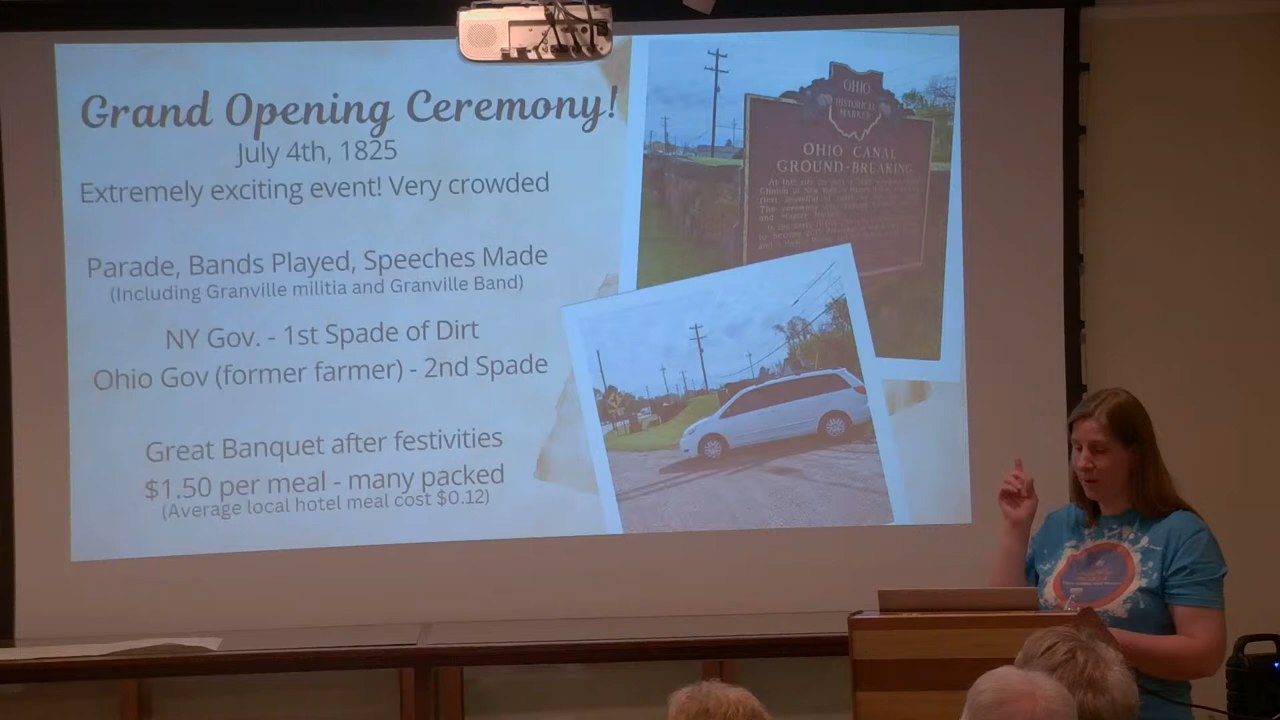 Grand Opening Ceremony!
July 4th, 1825
Extremely exciting event! Very crowded
Parade, Bands Played, Speeches Made
(Including Granville militia and Granville Band)
NY Gov. - 1st Spade of Dirt
Ohio Gov (former farmer) - 2nd Spade
Great Banquet after festivities
$1.50 per meal - many packed
(Average local hotel meal cost $0.12)
OHIO
HISTORICAL
MARKER
OHIO CANAL
GROUND-BREAKING